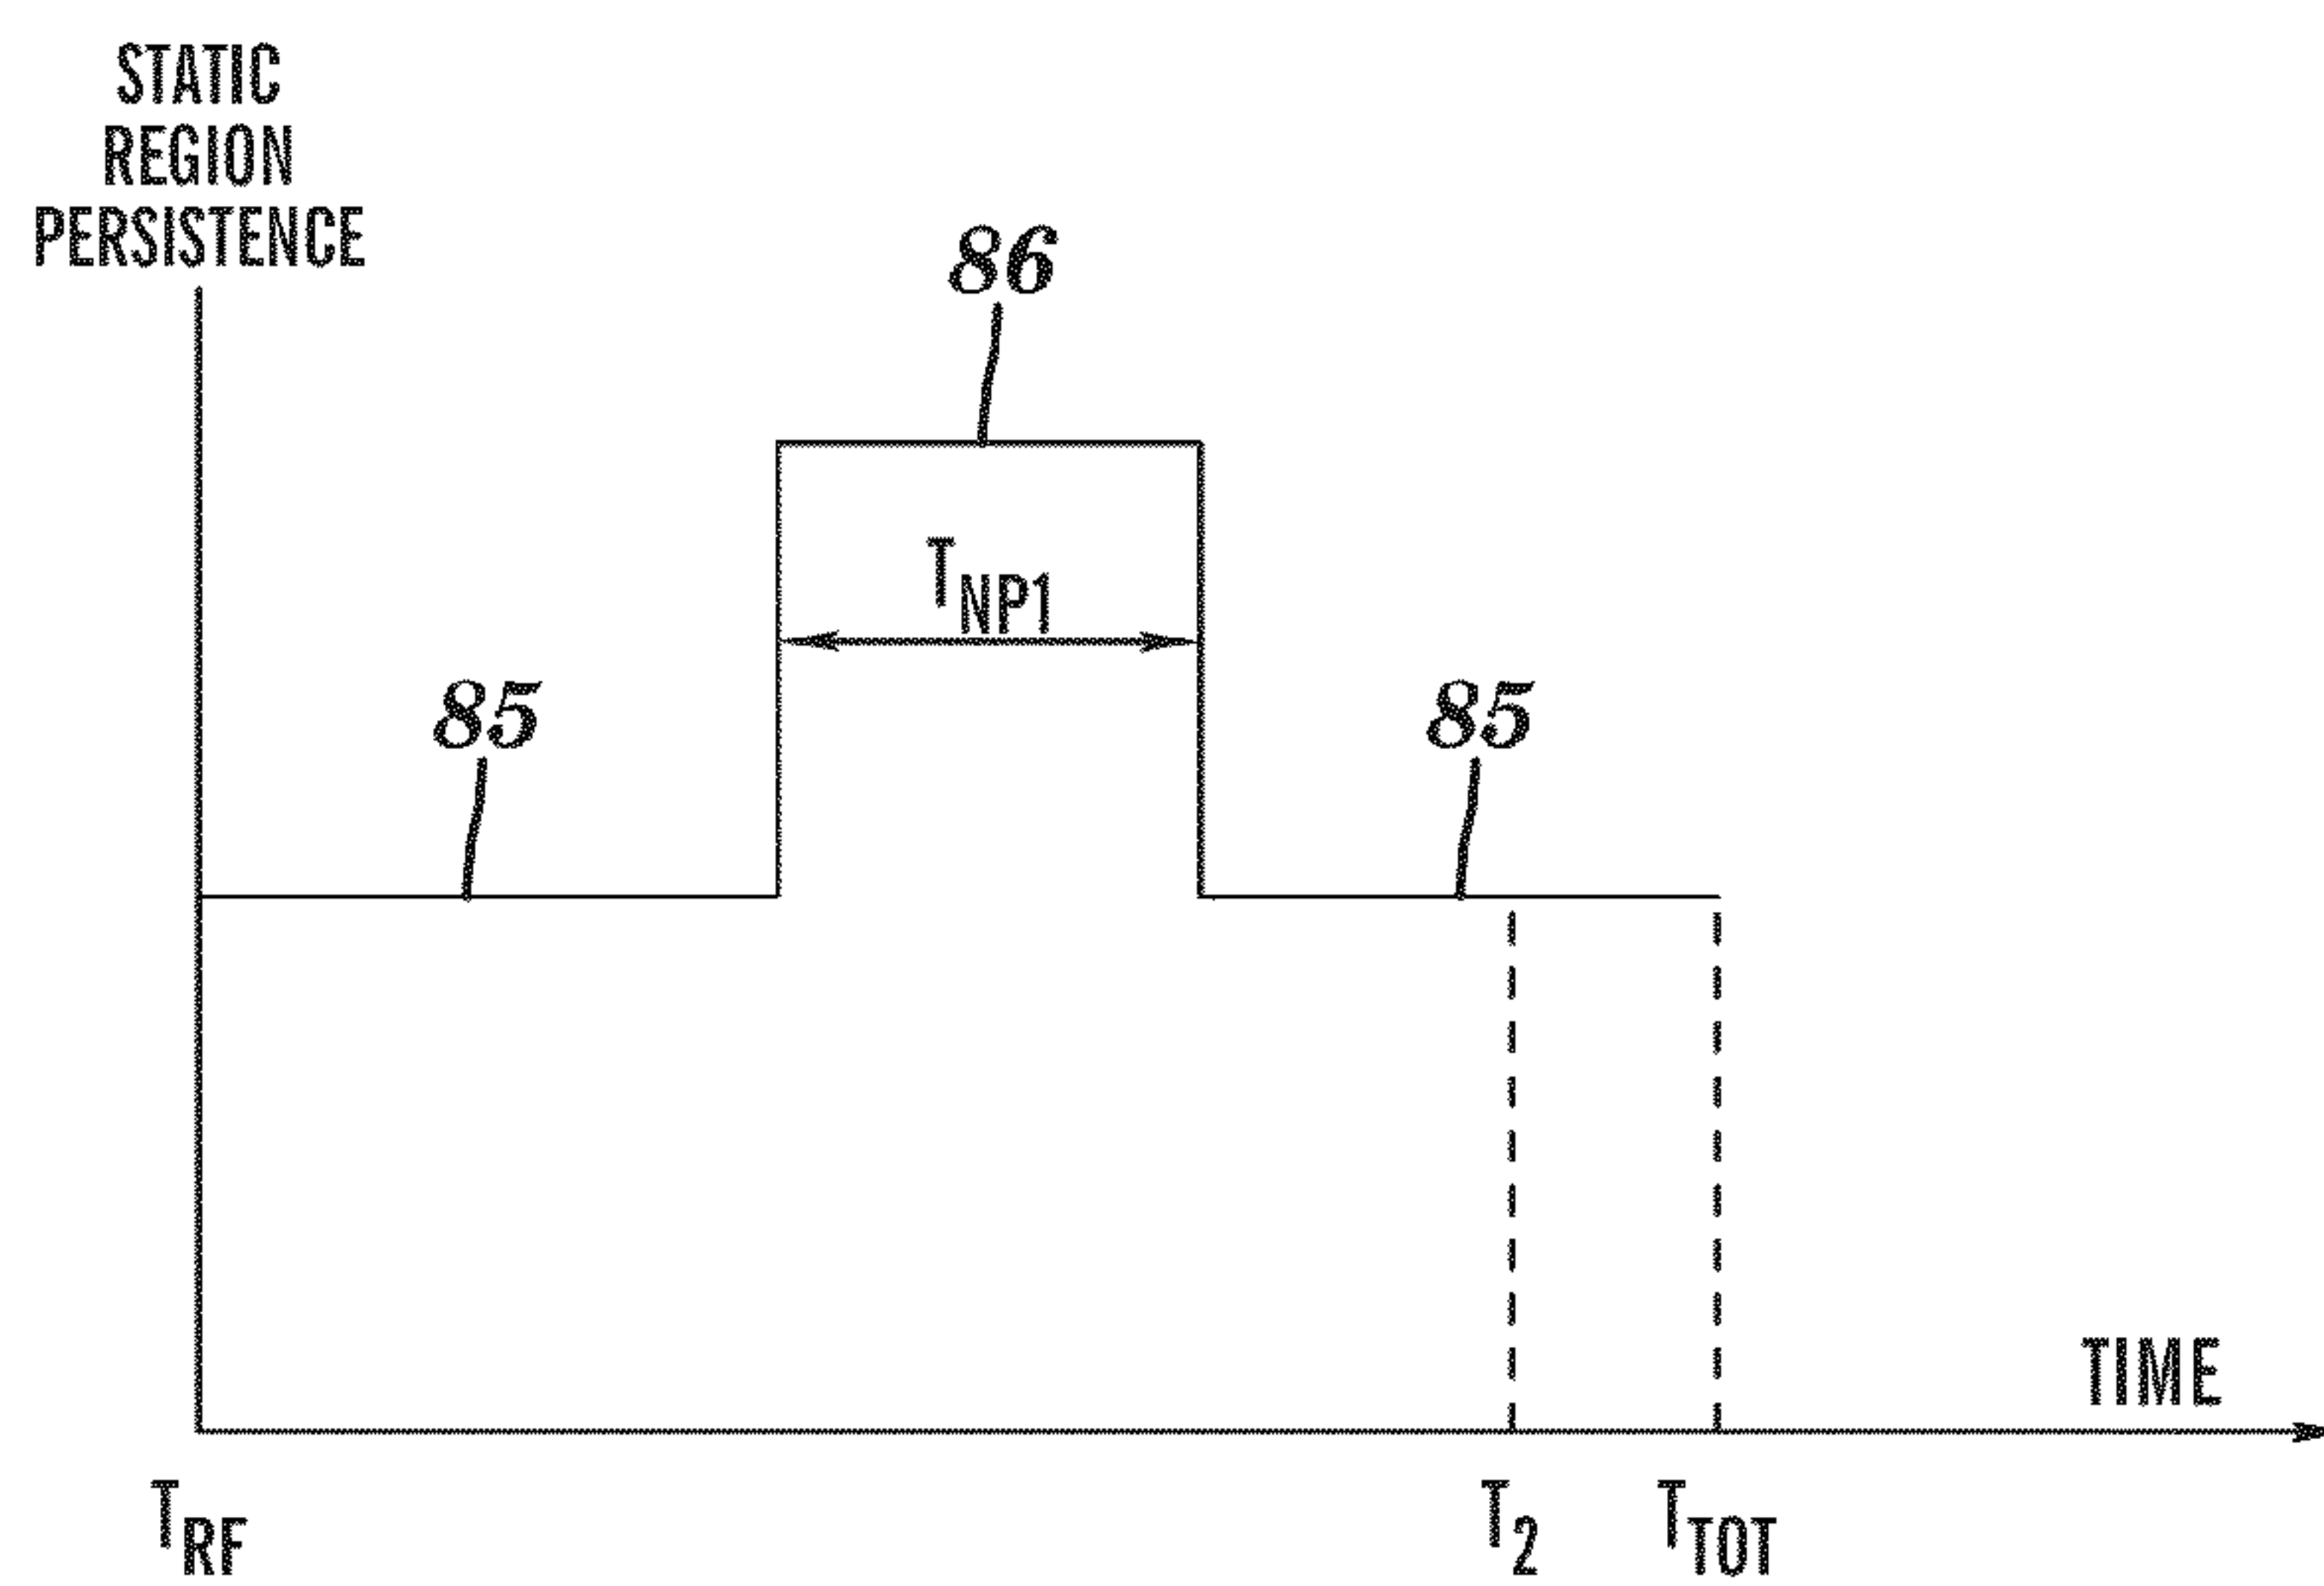 STATIC
REGION
PERSISTENCE
86
TNP1
85
85
TIME
TRF
T2
TTOT